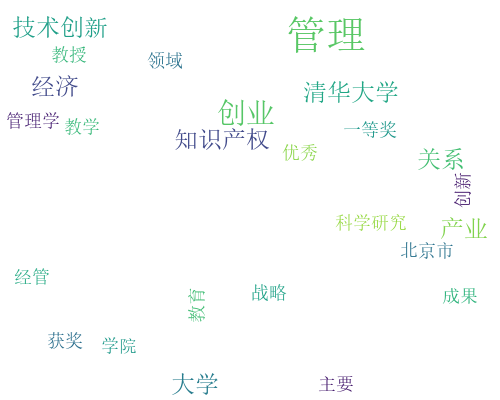 技术创新
管理
教授
领域
经济
清华大学
创业
管理学
教学
知识产权
一等奖
优秀
关系
创新
科学研究
产业
北京市
经管
教育
战略
成果
获奖
学院
大学
主要